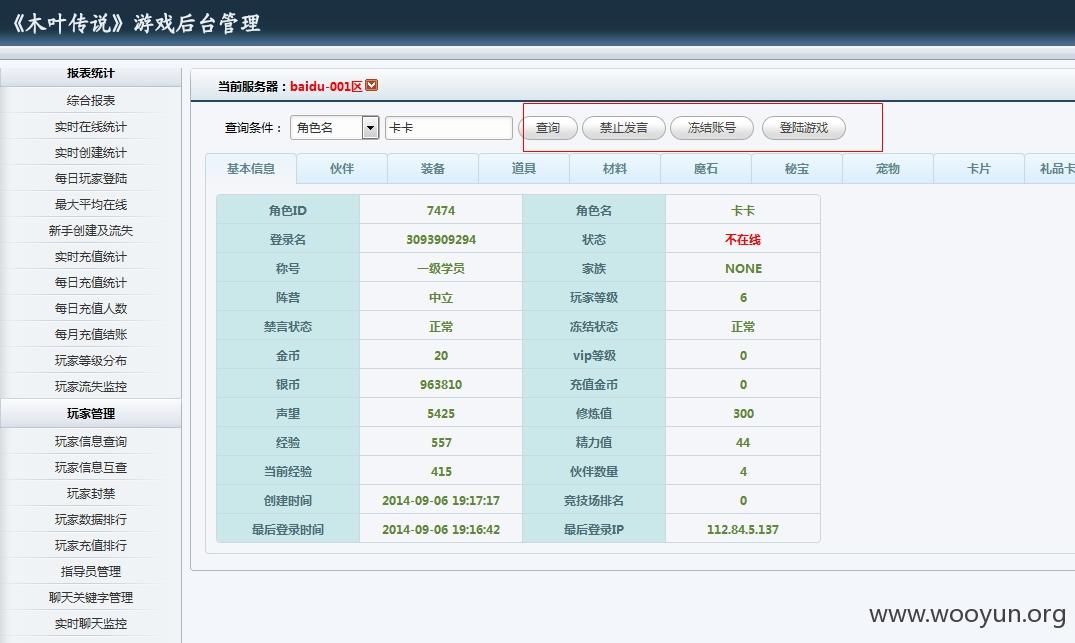 《木叶传说》游戏后台管理
报表统计
综合报表
实时在线统计
实时创建统计
每日玩家登陆
最大平均在线
新手创建及流失
实时充值统计
每日充值统计
每日充值人数
每月充值结账
玩家等级分布
玩家流失监控
玩家管理
玩家信息查询
玩家信息互查
玩家封禁
玩家数据排行
玩家充值排行
指导员管理
聊天关键字管理
实时聊天监控
当前服务器：baidu-001区
查询条件： 角色名 卡卡 查询 禁止发言 冻结账号 登陆游戏
基本信息 伙伴 装备 道具 材料 魔石 秘宝 宠物 卡片 礼品卡
角色ID 7474 角色名 卡卡
登录名 3093909294 状态 不在线
称号 一级学员 家族 NONE
阵营 中立 玩家等级 6
禁言状态 正常 冻结状态 正常
金币 20 vip等级 0
银币 963810 充值金币 0
声望 5425 修炼值 300
经验 557 精力值 44
当前经验 415 伙伴数量 4
创建时间 2014-09-06 19:17:17 竞技场排名 0
最后登录时间 2014-09-06 19:16:42 最后登录IP 112.84.5.137
www.wooyun.org